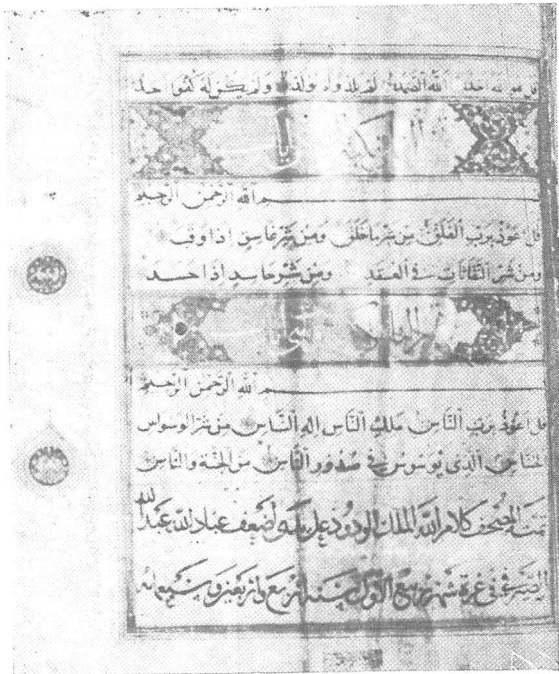 قل هو الله احد الله الصمد لم يلد ولم يولد ولم يكن له كفوا احد
بسم الله الرحمن الرحيم
قل اعوذ برب الفلق من شر ما خلق ومن شر غاسق اذا وقب
ومن شر النفاثات في العقد ومن شر حاسد اذا حسد
بسم الله الرحمن الرحيم
قل اعوذ برب الناس ملك الناس اله الناس من شر الوسواس
الخناس الذي يوسوس في صدور الناس من الجنة والناس
تمت المصحف كلام الله الملك الودود على يد اضعف عباد الله عبد الله
في غرة شهر ربيع الاول سنة اربع واربعين و